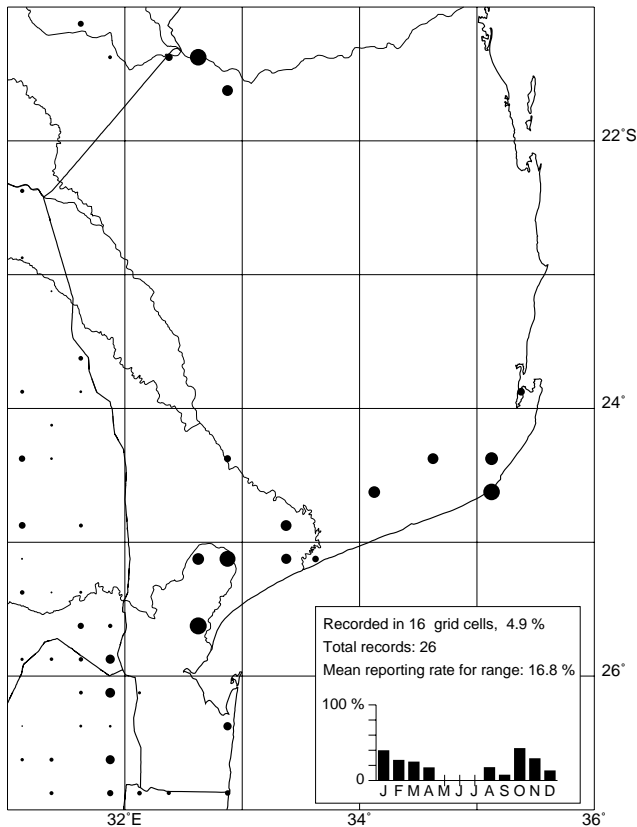 22˚S
24˚
Recorded in 16 grid cells, 4.9 %
Total records: 26
Mean reporting rate for range: 16.8 %
26˚
100 %
0
J F M A M J J A S O N D
32˚E
34˚
36˚